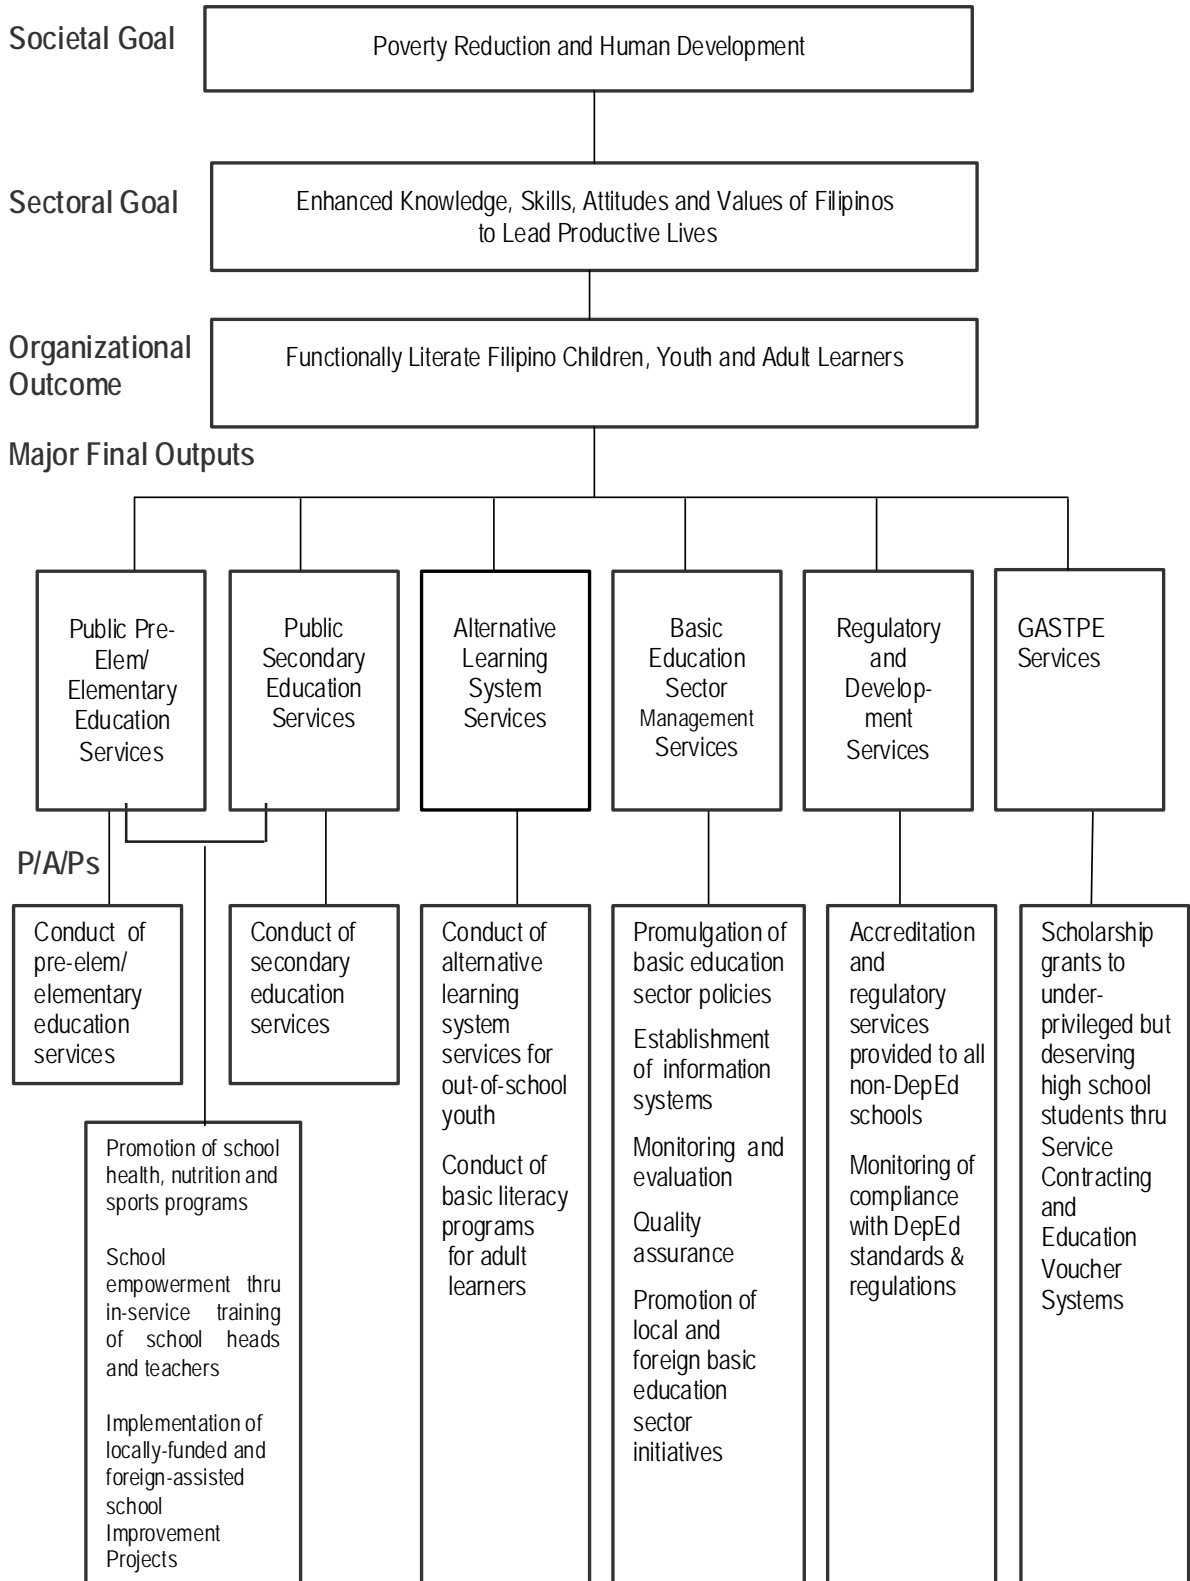 Societal Goal
Poverty Reduction and Human Development
Sectoral Goal
Enhanced Knowledge, Skills, Attitudes and Values of Filipinos
to Lead Productive Lives
Organizational
Outcome
Functionally Literate Filipino Children, Youth and Adult Learners
Major Final Outputs
Public Pre-
Elem/
Elementary
Education
Services
Public
Secondary
Education
Services
Alternative
Learning
System
Services
Basic
Education
Sector
Management
Services
Regulatory
and
Develop-
ment
Services
GASTPE
Services
P/A/Ps
Conduct of
pre-elem/
elementary
education
services
Conduct of
secondary
education
services
Promotion of school
health, nutrition and
sports programs
School
empowerment thru
in-service training
of school heads
and teachers
Implementation of
locally-funded and
foreign-assisted
school
Improvement
Projects
Conduct of
alternative
learning
system
services for
out-of-school
youth
Conduct of
basic literacy
programs
for adult
learners
Promulgation of
basic education
sector policies
Establishment
of information
systems
Monitoring and
evaluation
Quality
assurance
Promotion of
local and
foreign basic
education
sector
initiatives
Accreditation
and
regulatory
services
provided to all
non-DepEd
schools
Monitoring of
compliance
with DepEd
standards &
regulations
Scholarship
grants to
under-
privileged but
deserving
high school
students thru
Service
Contracting
and
Education
Voucher
Systems